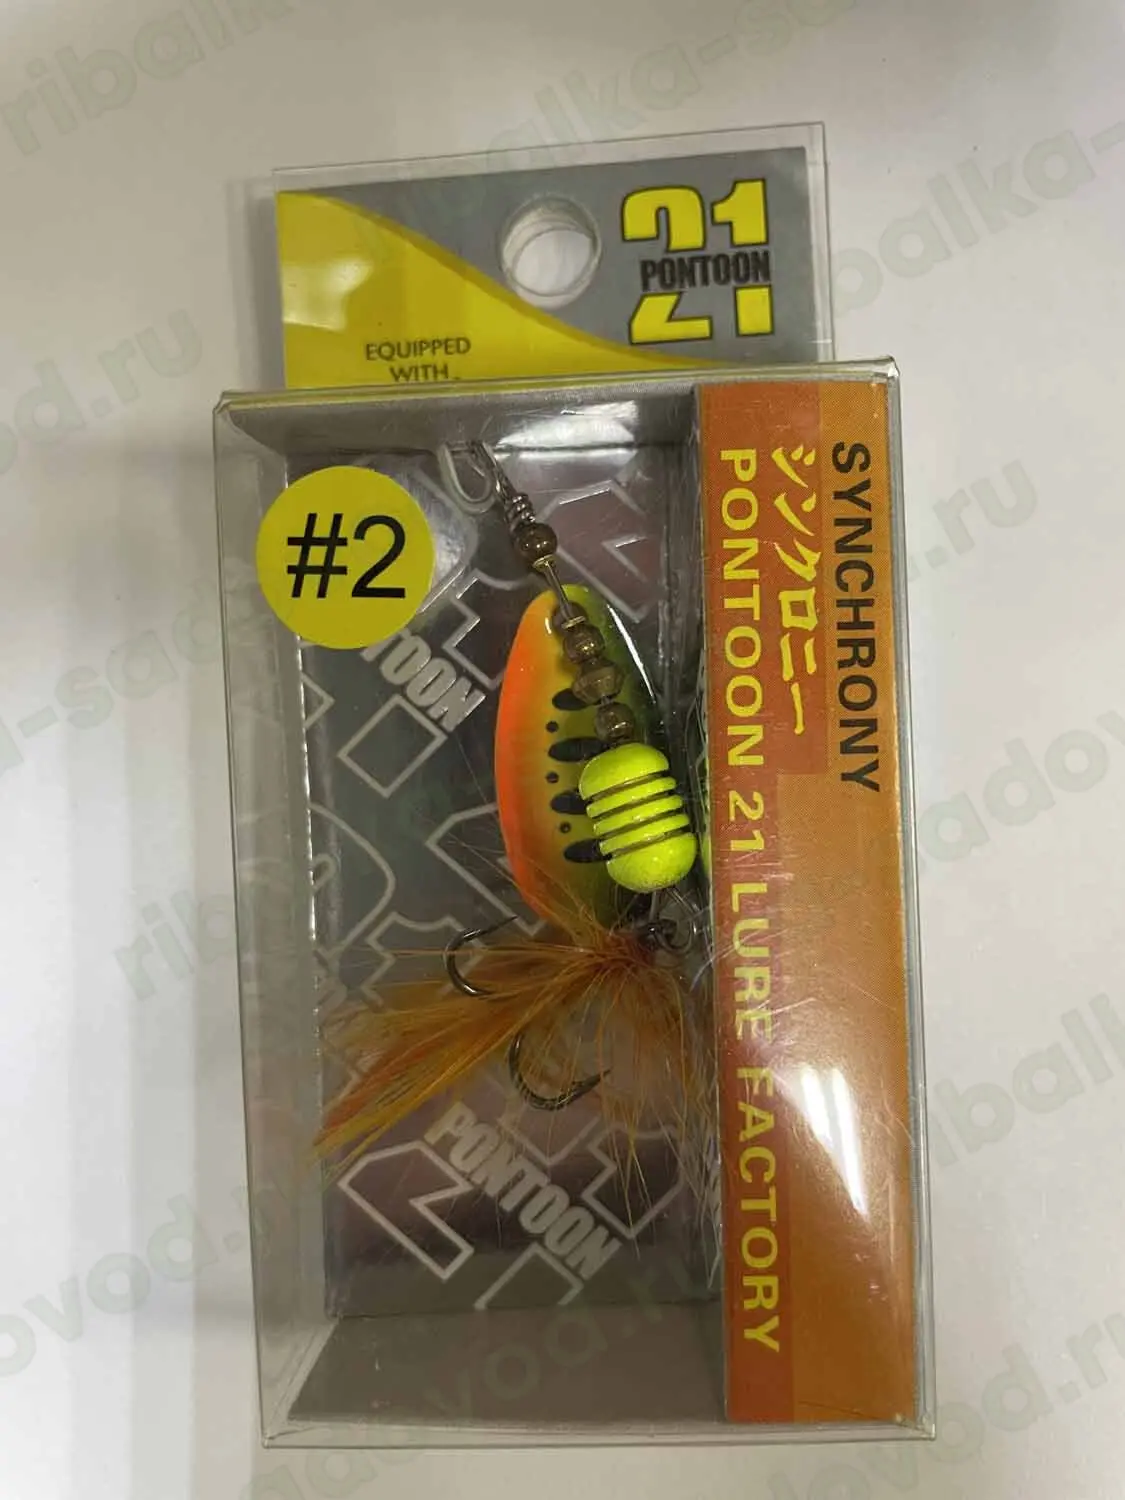 21
PONTOON
EQUIPPED
WITH
#2
SYNCHRONY
シンクロニー
PONTOON 21 LURE FACTORY
TOON
PONTOON
ribalka-sadovod.ru